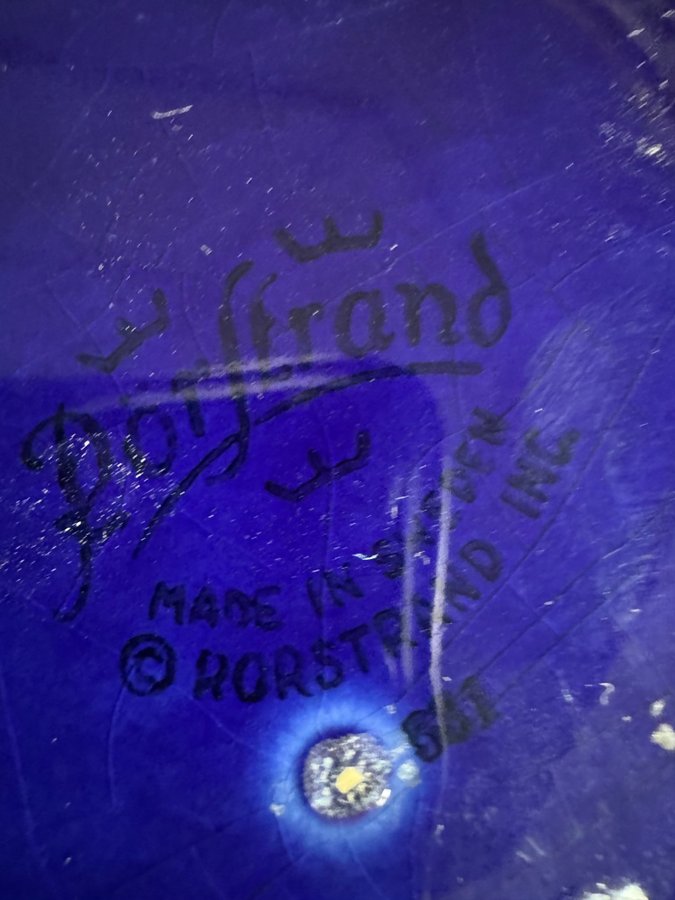 Rörstrand
MADE IN SWEDEN
© RORSTRAND INC.